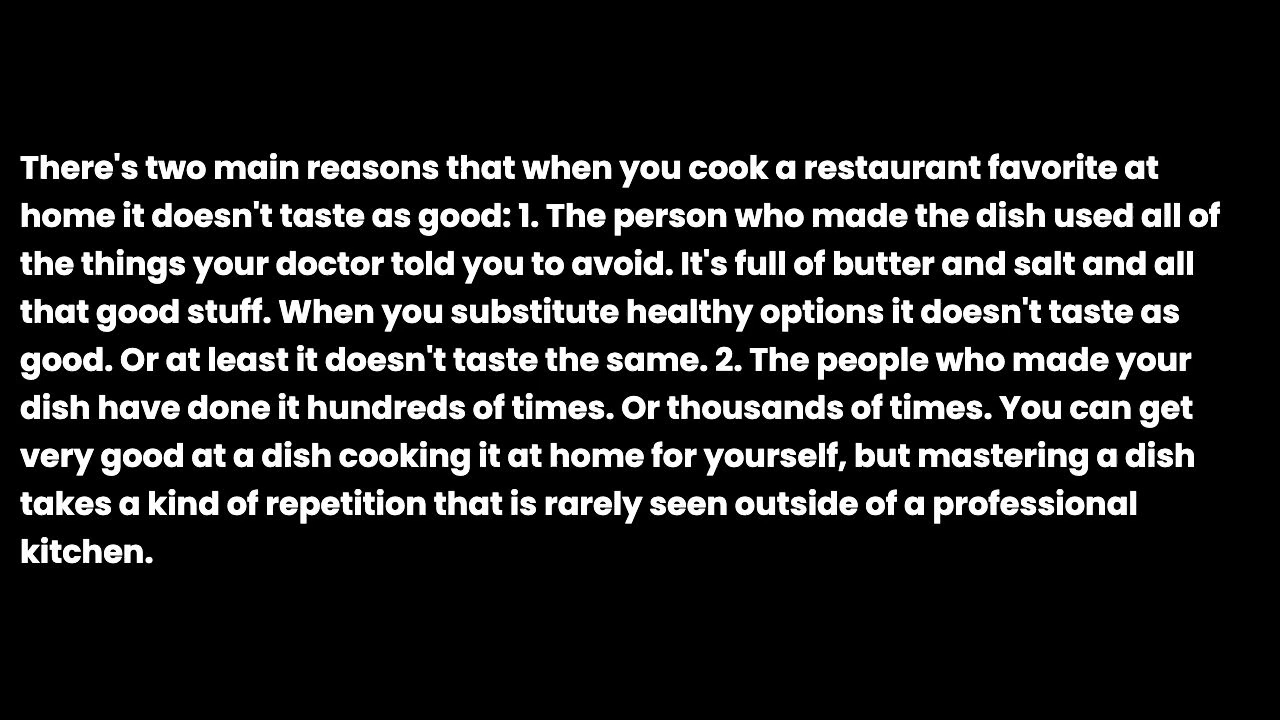 There's two main reasons that when you cook a restaurant favorite at
home it doesn't taste as good: 1. The person who made the dish used all of
the things your doctor told you to avoid. It's full of butter and salt and all
that good stuff. When you substitute healthy options it doesn't taste as
good. Or at least it doesn't taste the same. 2. The people who made your
dish have done it hundreds of times. Or thousands of times. You can get
very good at a dish cooking it at home for yourself, but mastering a dish
takes a kind of repetition that is rarely seen outside of a professional
kitchen.